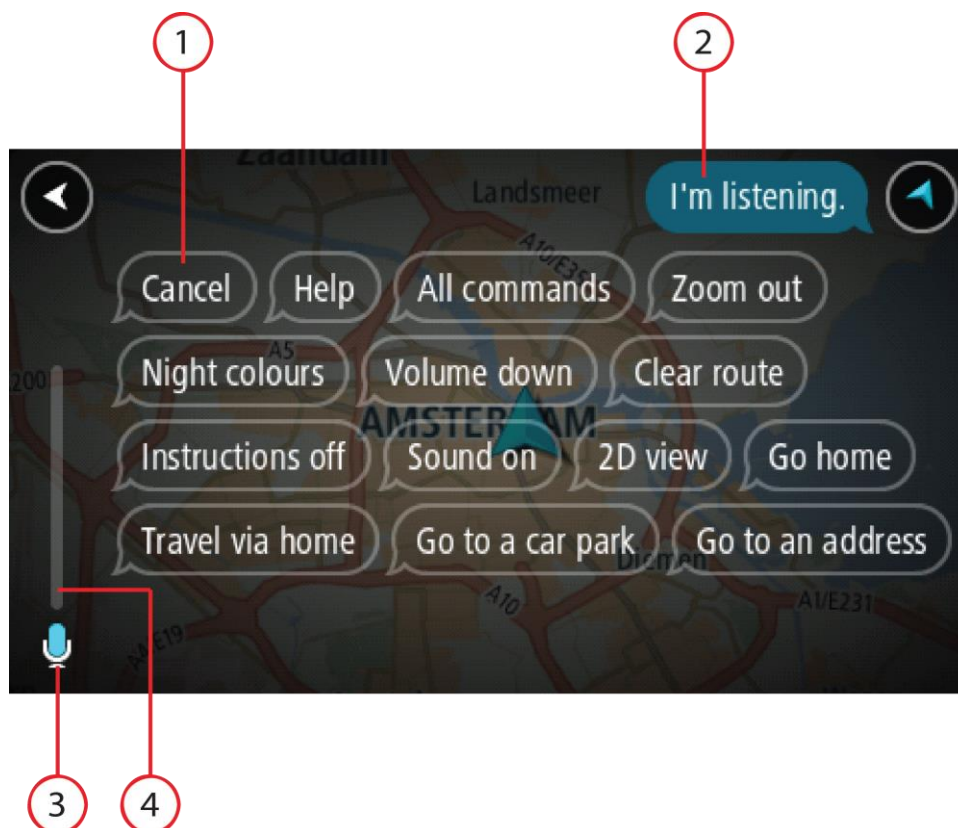 1 2
Zaandam
Landsmeer I'm listening.
A10/E35
Cancel Help All commands Zoom out
A5
200 Night colours Volume down Clear route
AMSTERDAM
Instructions off Sound on 2D view Go home
Travel via home Go to a car park Go to an address
Diemen
A10 A1/E231
A4/E19
3 4